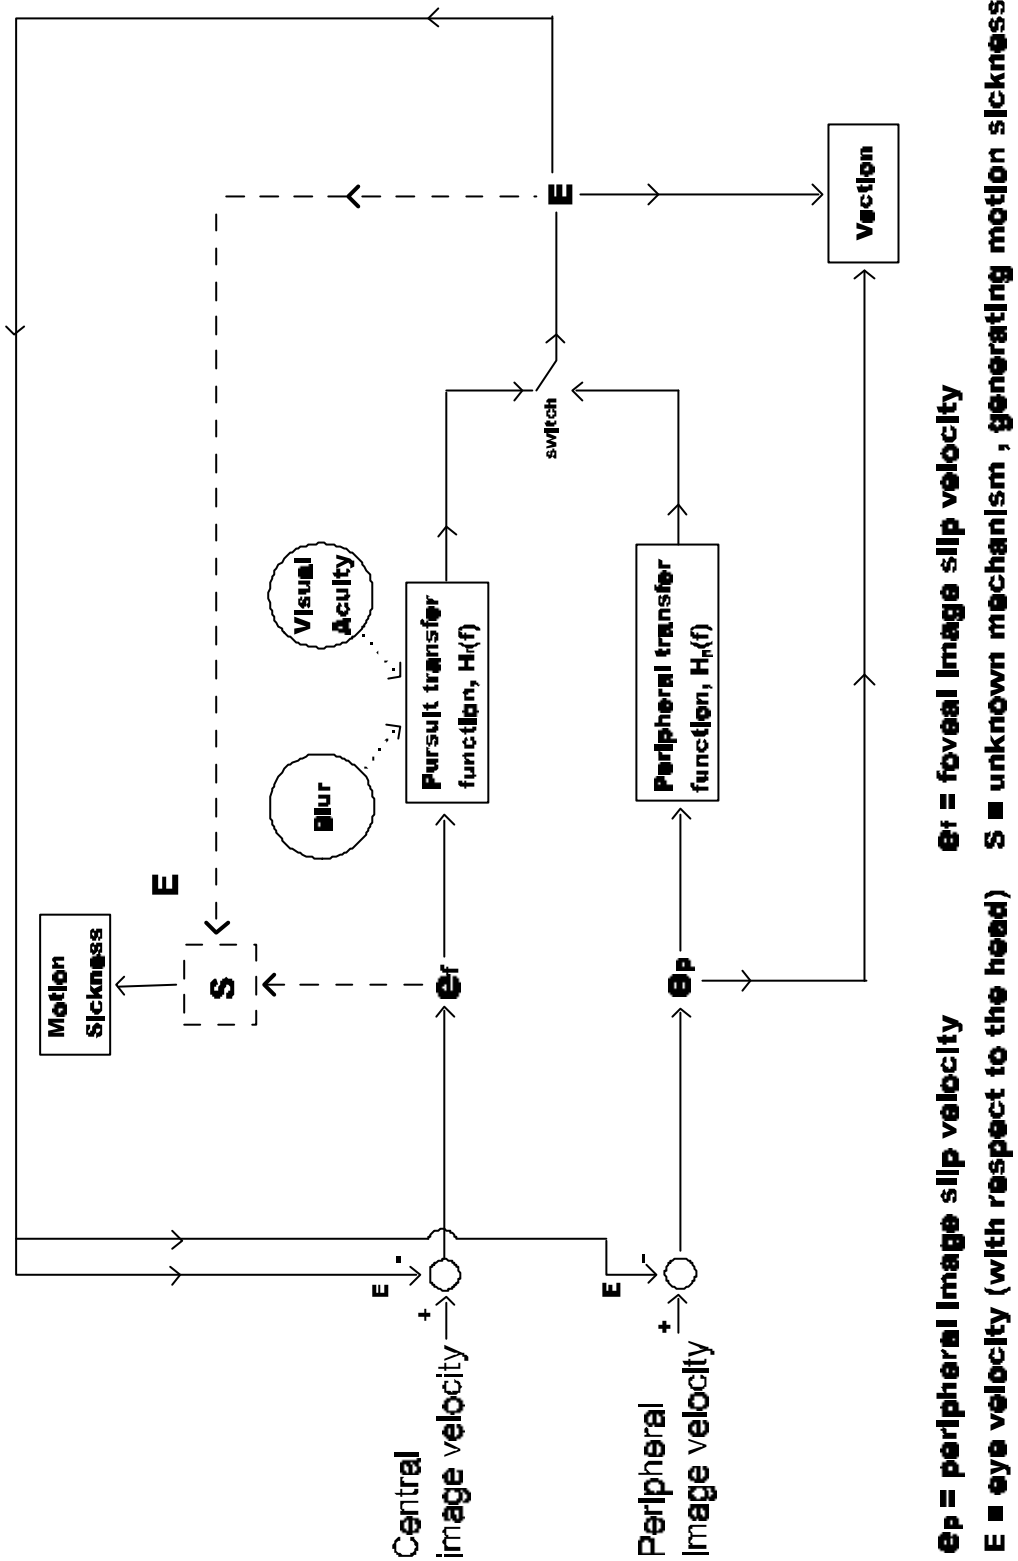 Central
image velocity
+
E
-
Peripheral
Image velocity
+
E
-
ef
ep
Motion
Sickness
S
E
Blur
Visual
Acuity
Pursuit transfer
function, Hf(f)
Peripheral transfer
function, Hp(f)
switch
E
Vection
ep = peripheral image slip velocity
ef = foveal image slip velocity
E = eye velocity (with respect to the head)
S = unknown mechanism , generating motion sickness